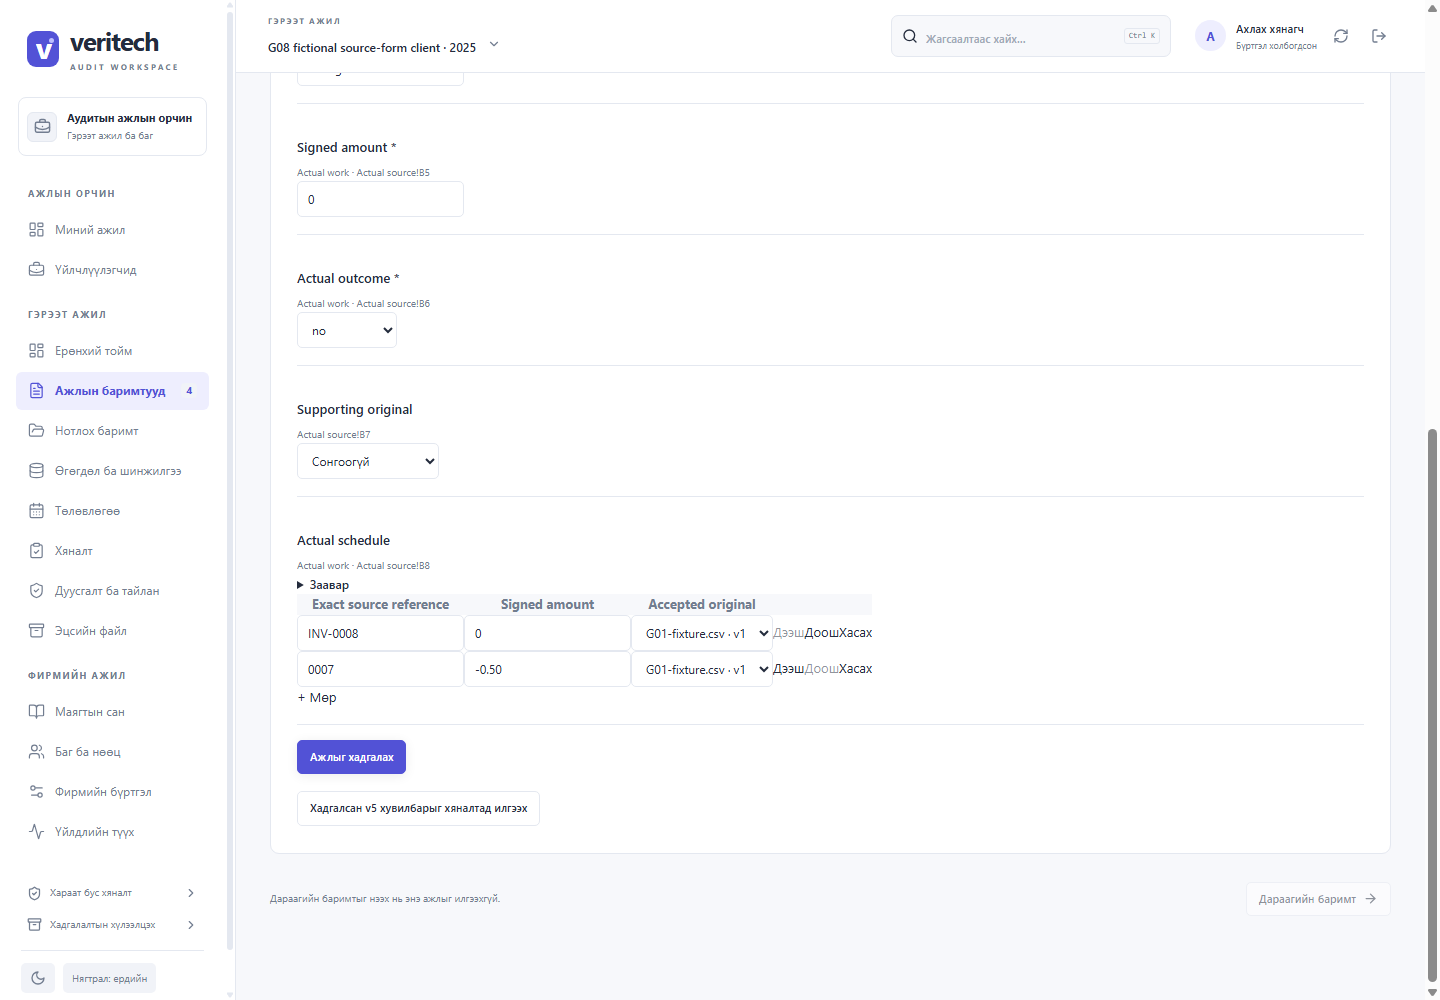 veritech
AUDIT WORKSPACE
Аудитын ажлын орчин
Гэрээт ажил ба баг
АЖЛЫН ОРЧИН
Миний ажил
Үйлчлүүлэгчид
ГЭРЭЭТ АЖИЛ
Ерөнхий тойм
Ажлын баримтууд 4
Нотлох баримт
Өгөгдөл ба шинжилгээ
Төлөвлөгөө
Хяналт
Дуусгалт ба тайлан
Эцсийн файл
ФИРМИЙН АЖИЛ
Маягтын сан
Баг ба нөөц
Фирмийн бүртгэл
Үйлдлийн түүх
Хараат бус хяналт
Хадгалалтын хүлээлцэх
Нягтрал: ердийн
ГЭРЭЭТ АЖИЛ
G08 fictional source-form client · 2025
Жагсаалтаас хайх... Ctrl K
А
Ахлах хянагч
Бүртгэл холбогдсон
Signed amount *
Actual work · Actual source!B5
0
Actual outcome *
Actual work · Actual source!B6
no
Supporting original
Actual source!B7
Сонгоогүй
Actual schedule
Actual work · Actual source!B8
Заавар
Exact source reference Signed amount Accepted original
INV-0008 0 G01-fixture.csv · v1 ДээшДоошХасах
0007 -0.50 G01-fixture.csv · v1 ДээшДоошХасах
+ Мөр
Ажлыг хадгалах
Хадгалсан v5 хувилбарыг хяналтад илгээх
Дараагийн баримтыг нээх нь энэ ажлыг илгээхгүй.
Дараагийн баримт